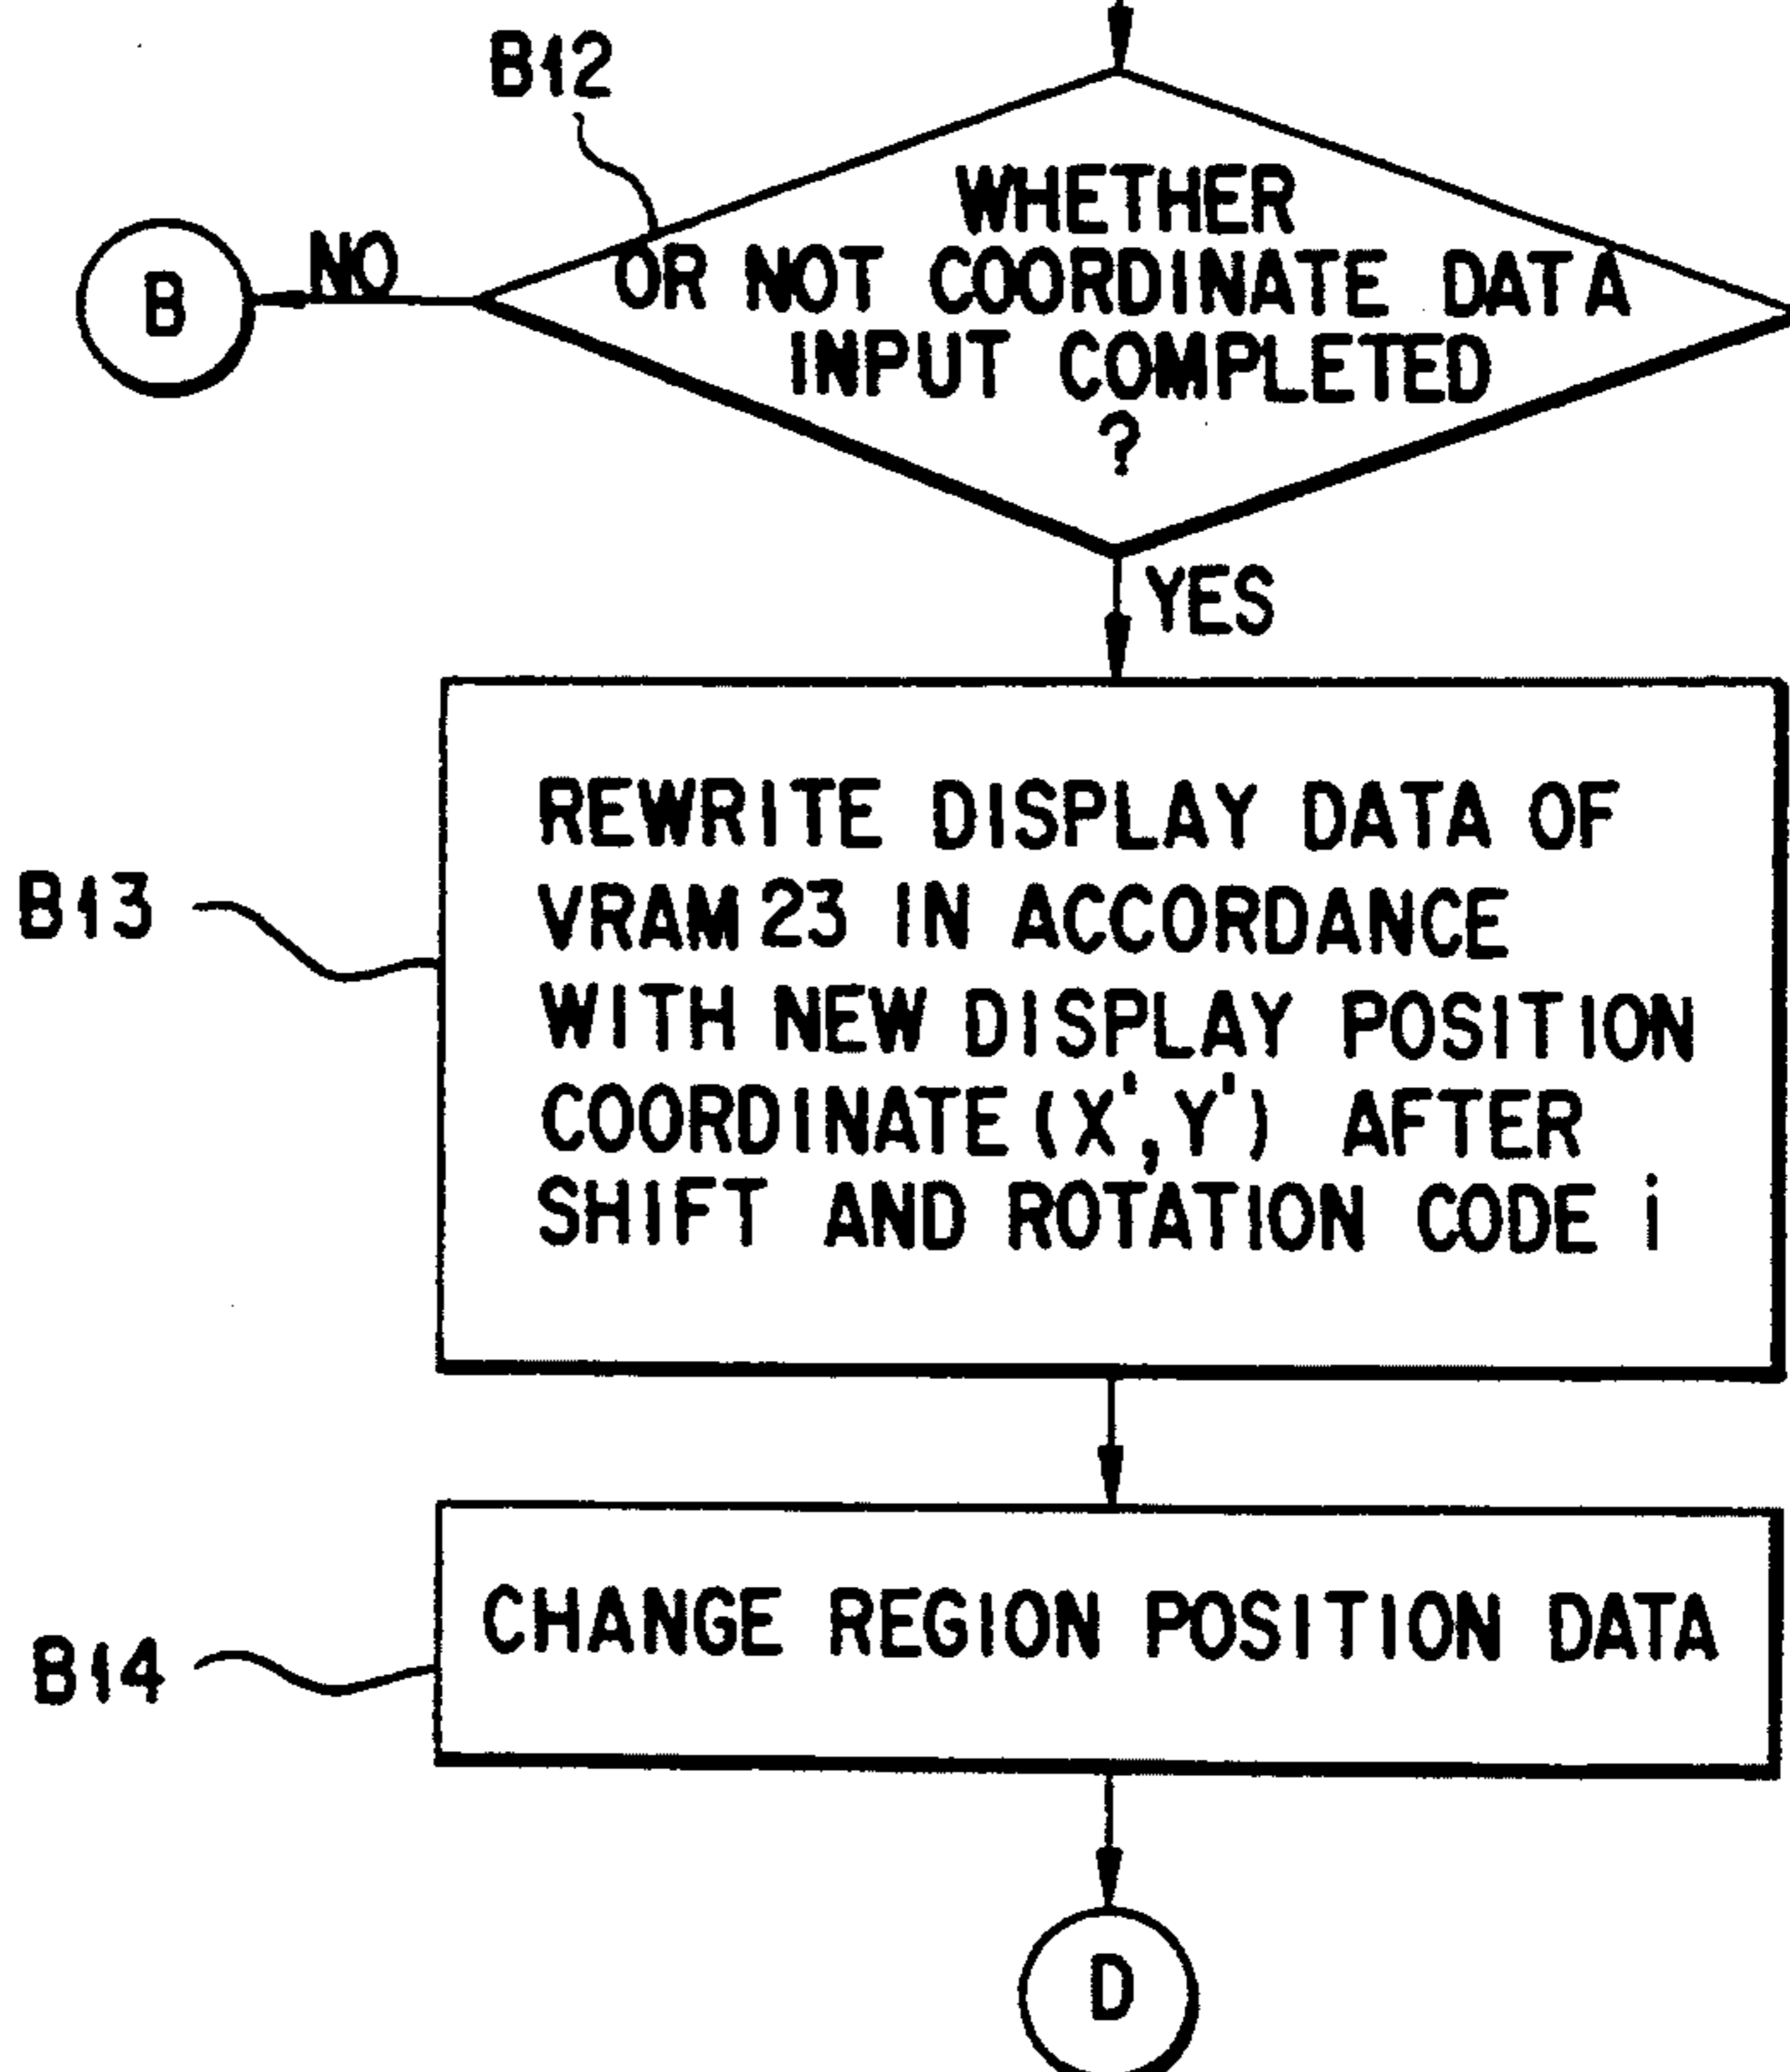 B12
WHETHER
OR NOT COORDINATE DATA
INPUT COMPLETED
?
NO
B
YES
B13
REWRITE DISPLAY DATA OF
VRAM 23 IN ACCORDANCE
WITH NEW DISPLAY POSITION
COORDINATE (X', Y') AFTER
SHIFT AND ROTATION CODE i
B14
CHANGE REGION POSITION DATA
D